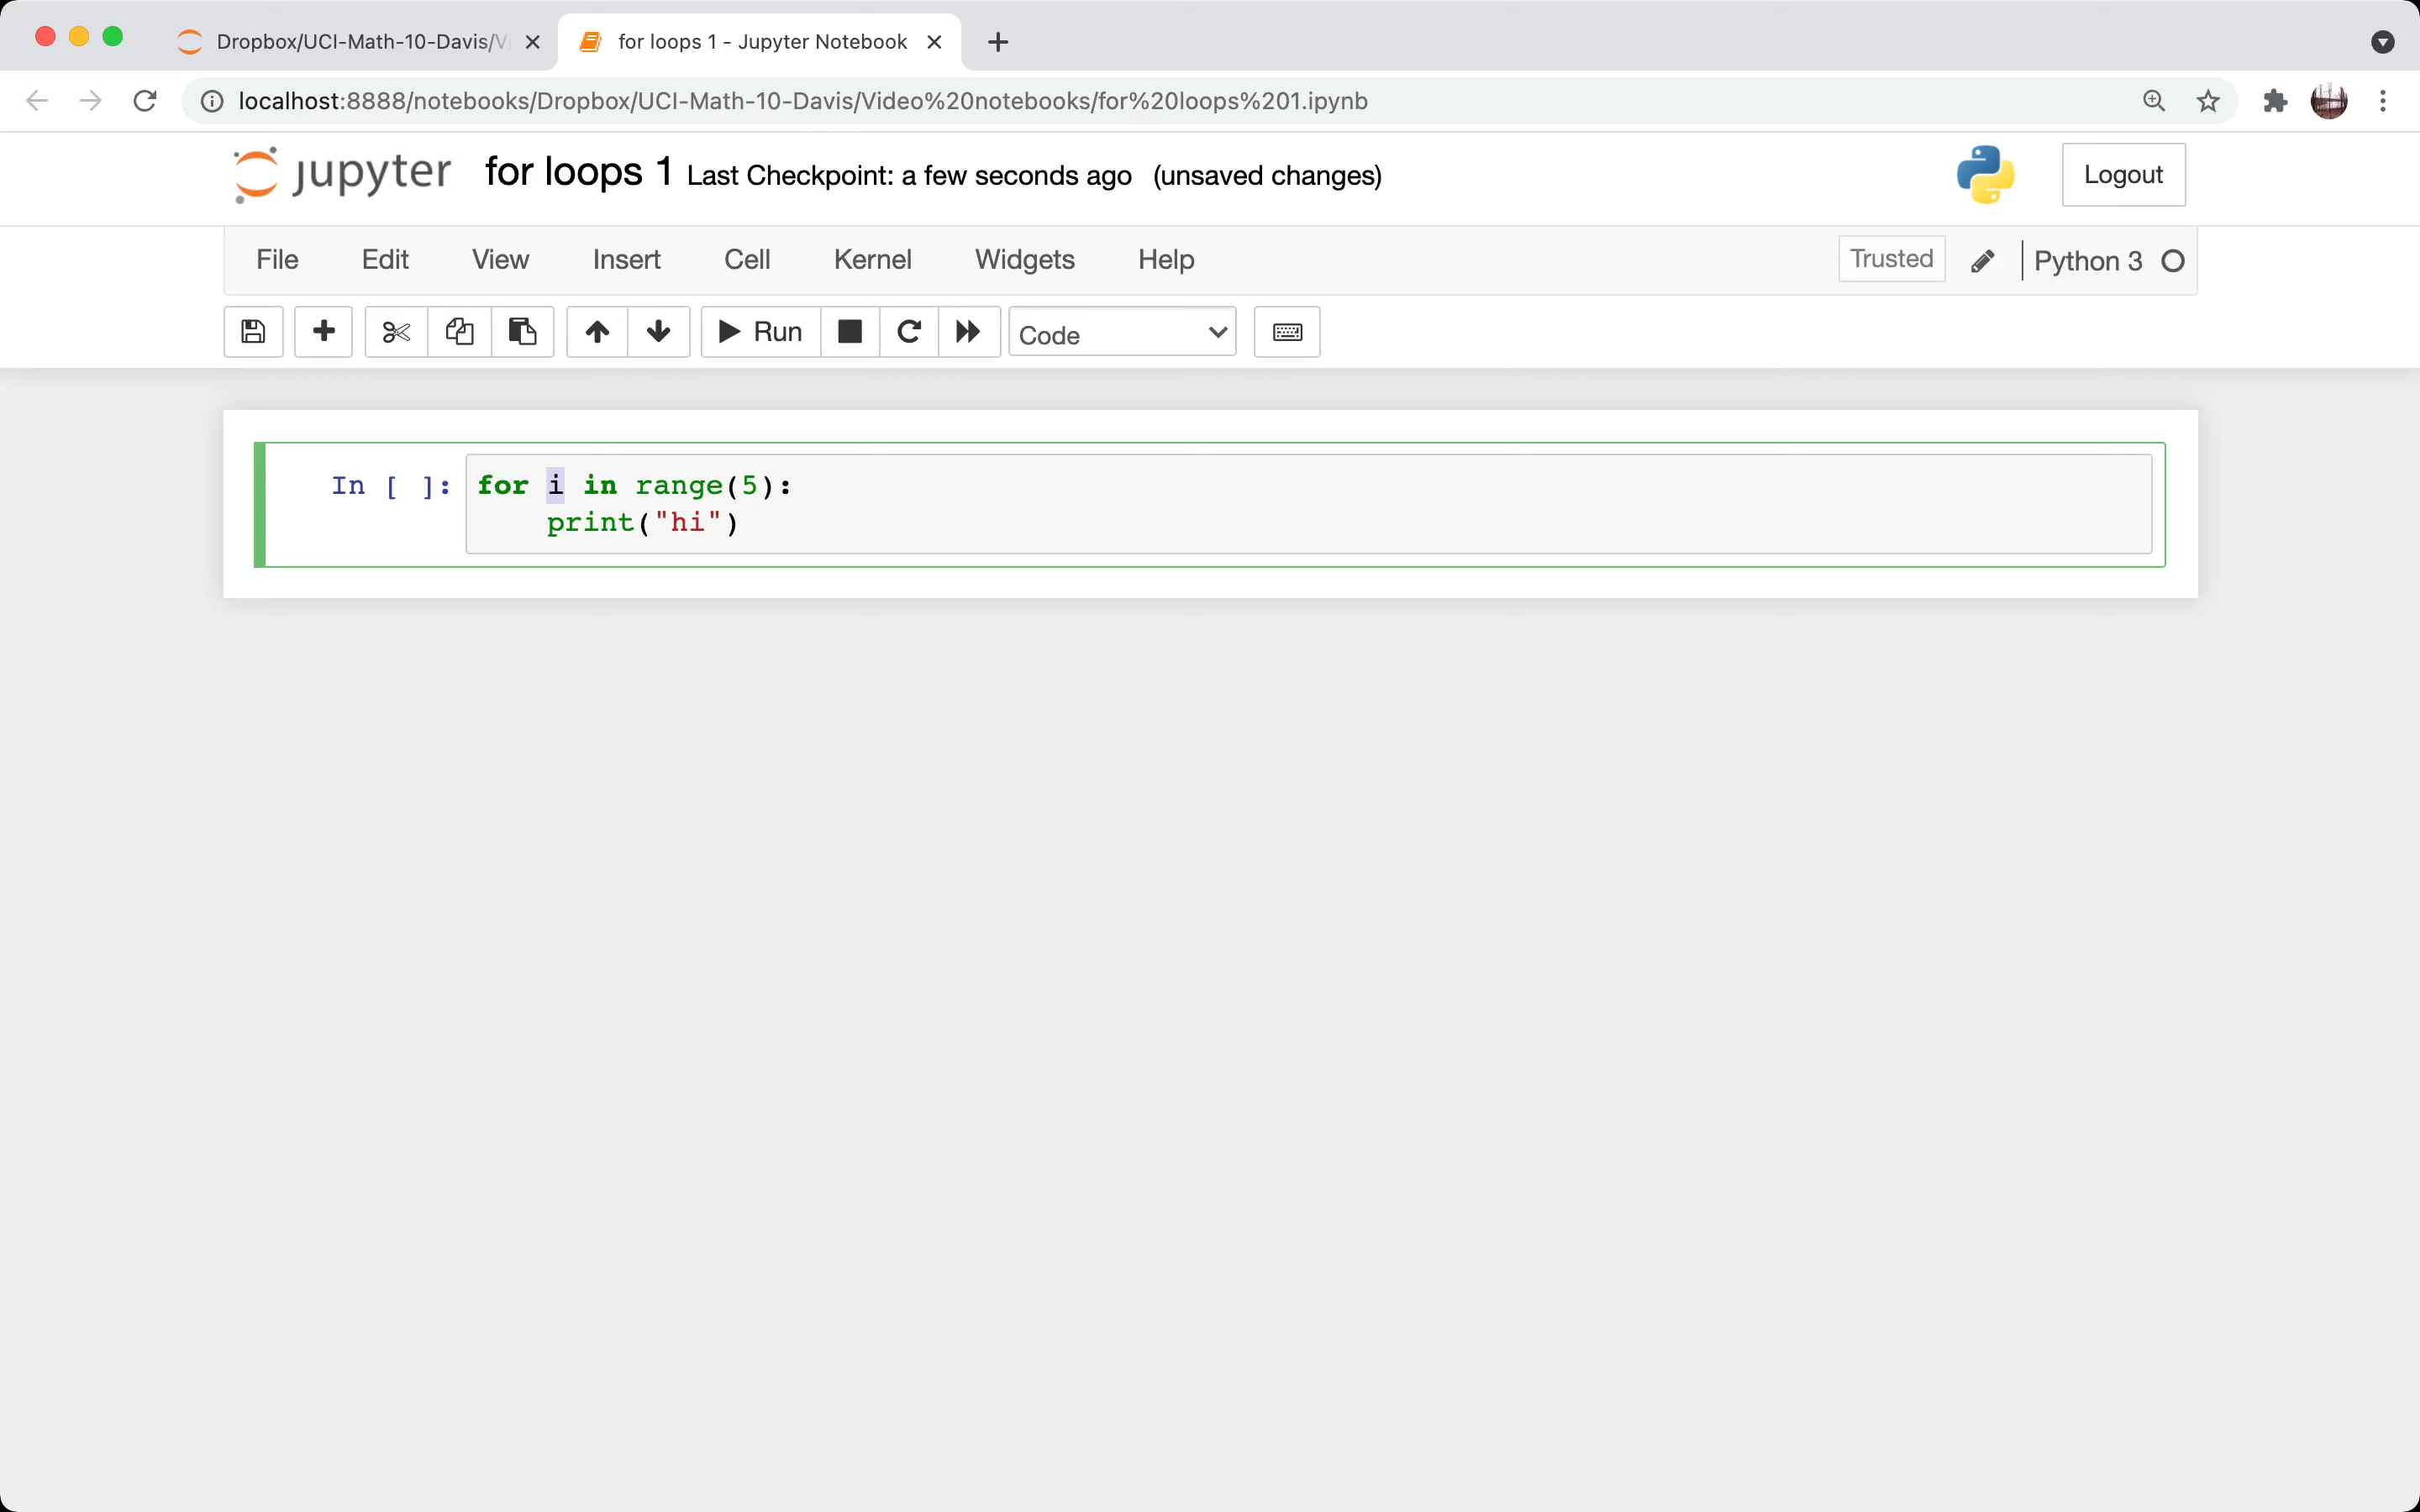 Dropbox/UCI-Math-10-Davis/Vi
for loops 1 - Jupyter Notebook
localhost:8888/notebooks/Dropbox/UCI-Math-10-Davis/Video%20notebooks/for%20loops%201.ipynb
jupyter for loops 1 Last Checkpoint: a few seconds ago (unsaved changes)
Logout
File Edit View Insert Cell Kernel Widgets Help Trusted Python 3
Run Code
In [ ]: for i in range(5):
    print("hi")